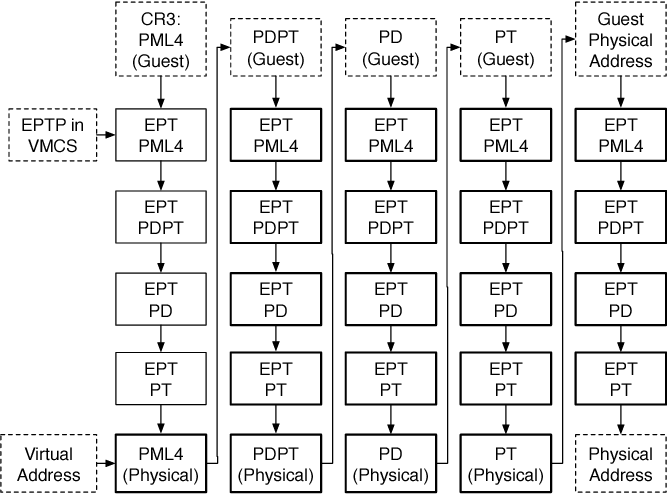 CR3:
PML4
(Guest)
PDPT
(Guest)
PD
(Guest)
PT
(Guest)
Guest
Physical
Address
EPTP in
VMCS
EPT
PML4
EPT
PML4
EPT
PML4
EPT
PML4
EPT
PML4
EPT
PDPT
EPT
PDPT
EPT
PDPT
EPT
PDPT
EPT
PDPT
EPT
PD
EPT
PD
EPT
PD
EPT
PD
EPT
PD
EPT
PT
EPT
PT
EPT
PT
EPT
PT
EPT
PT
Virtual
Address
PML4
(Physical)
PDPT
(Physical)
PD
(Physical)
PT
(Physical)
Physical
Address